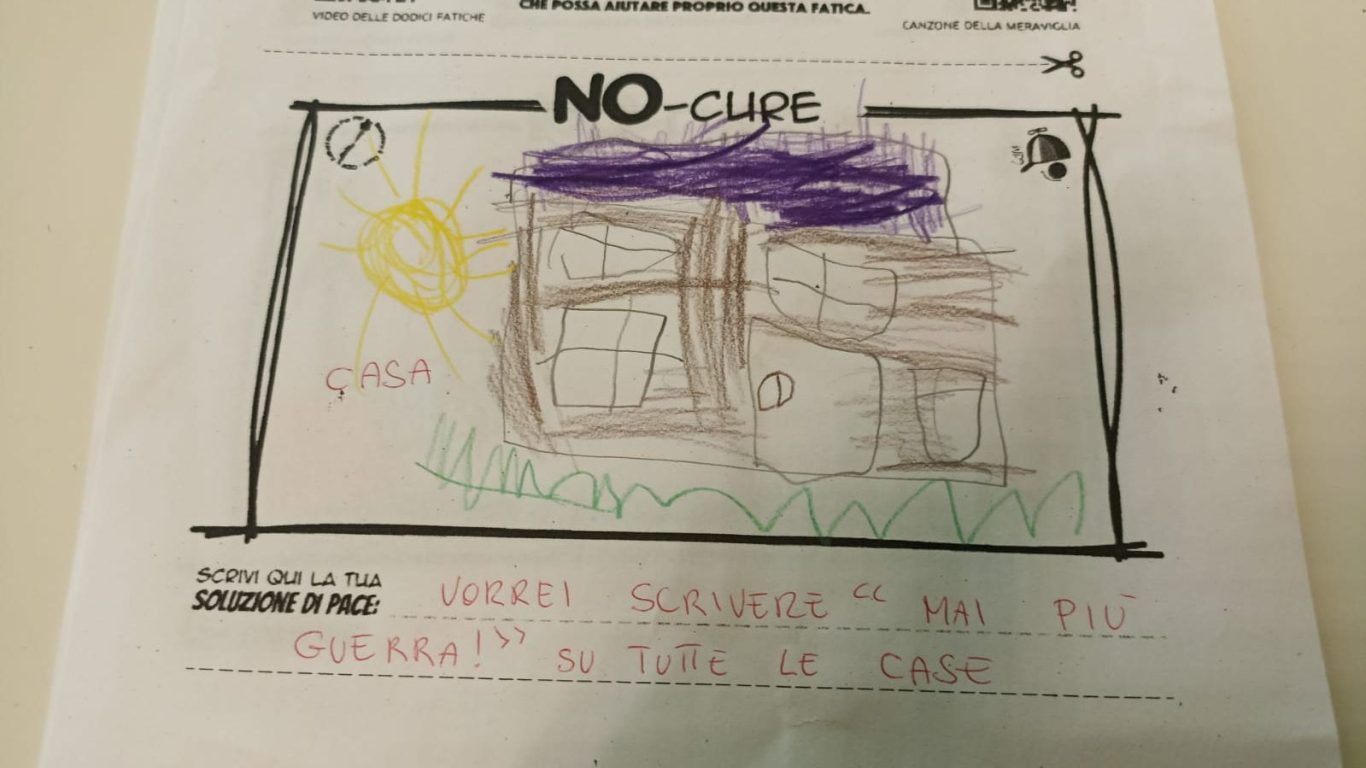 VIDEO DELLE DODICI FATICHE
CHE POSSA AIUTARE PROPRIO QUESTA FATICA.
CANZONE DELLA MERAVIGLIA
NO-CURE
CASA
SCRIVI QUI LA TUA
SOLUZIONE DI PACE:
VORREI SCRIVERE << MAI PIÙ
GUERRA!>> SU TUTTE LE CASE